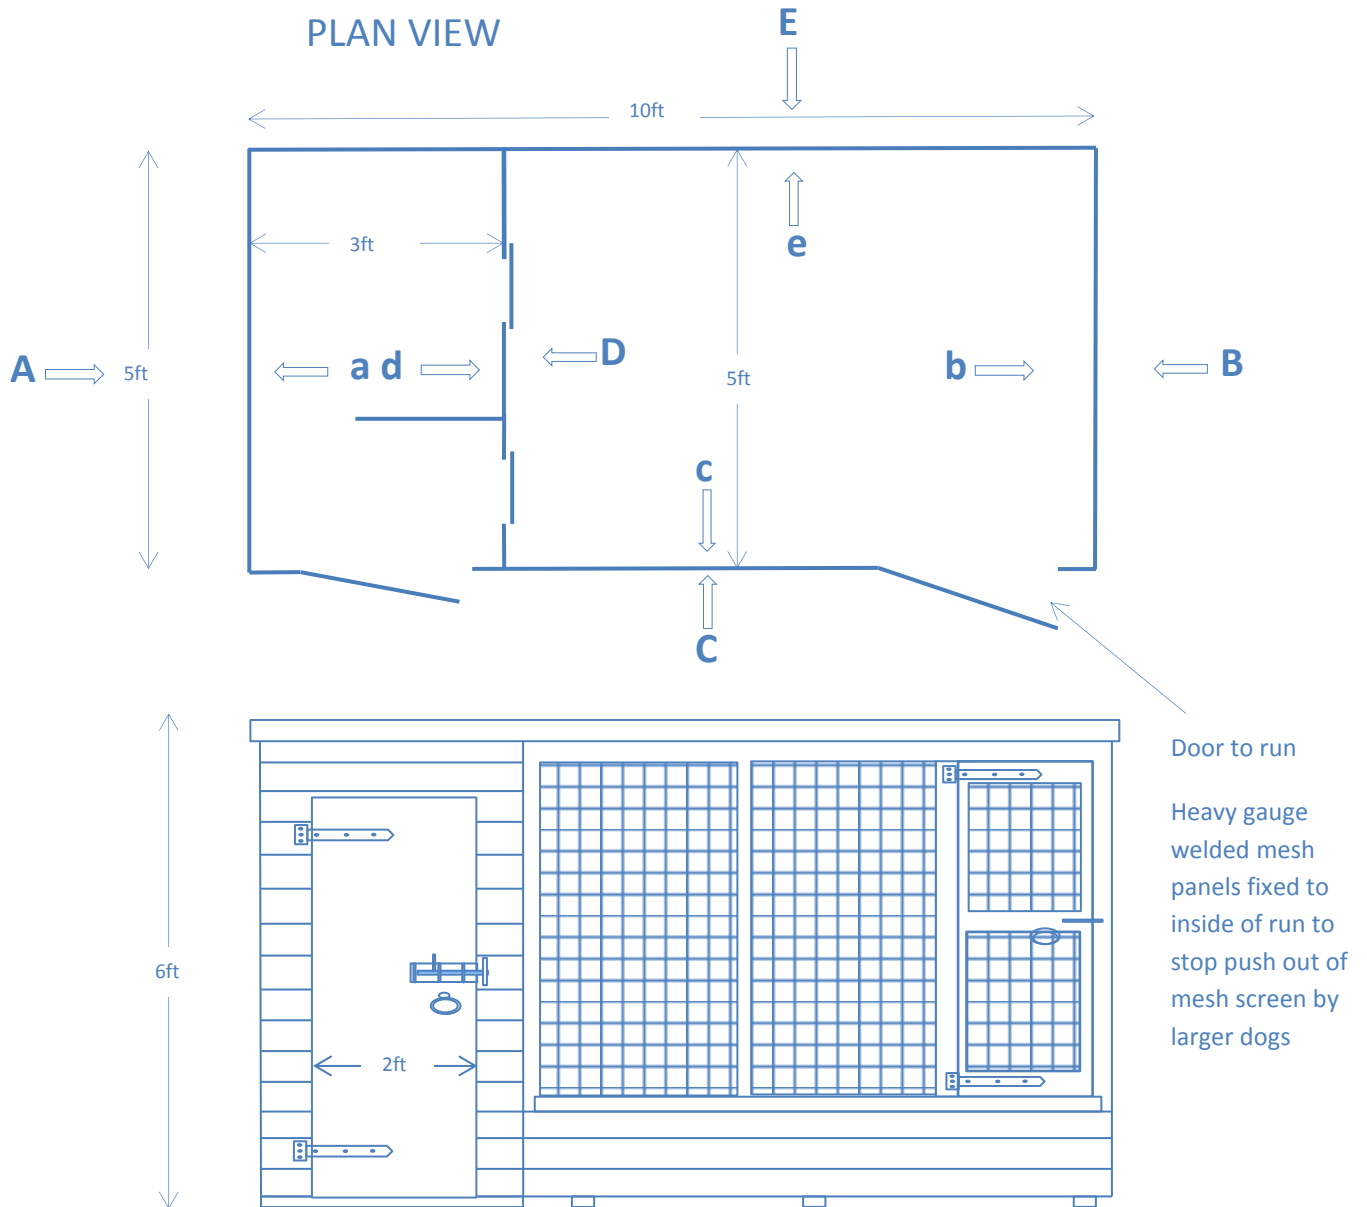 PLAN VIEW
E
10ft
3ft
e
A
5ft
a d
D
5ft
b
B
c
C
Door to run
Heavy gauge
welded mesh
panels fixed to
inside of run to
stop push out of
mesh screen by
larger dogs
6ft
2ft